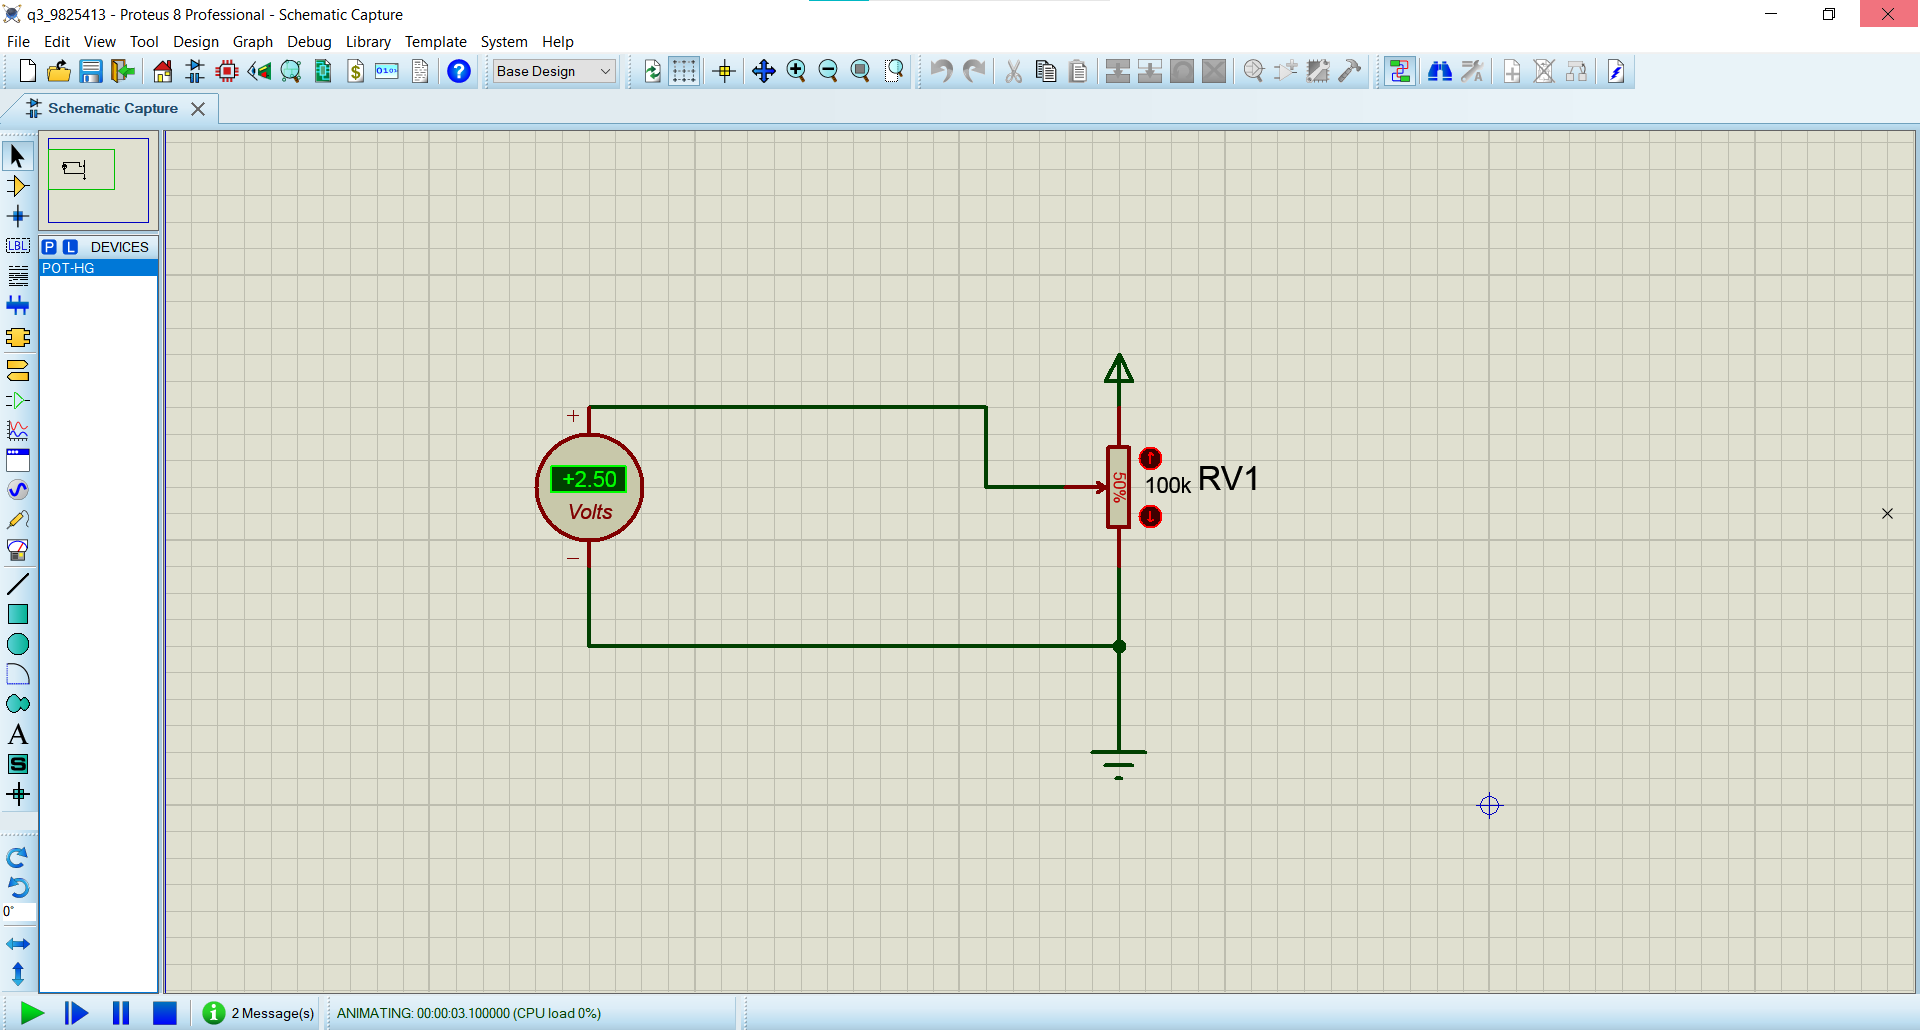 q3_9825413 - Proteus 8 Professional - Schematic Capture
File Edit View Tool Design Graph Debug Library Template System Help
Base Design
Schematic Capture
P L DEVICES
POT-HG
LBL
+
+2.50
Volts
50%
100k
RV1
A
S
0°
2 Message(s)
ANIMATING: 00:00:03.100000 (CPU load 0%)